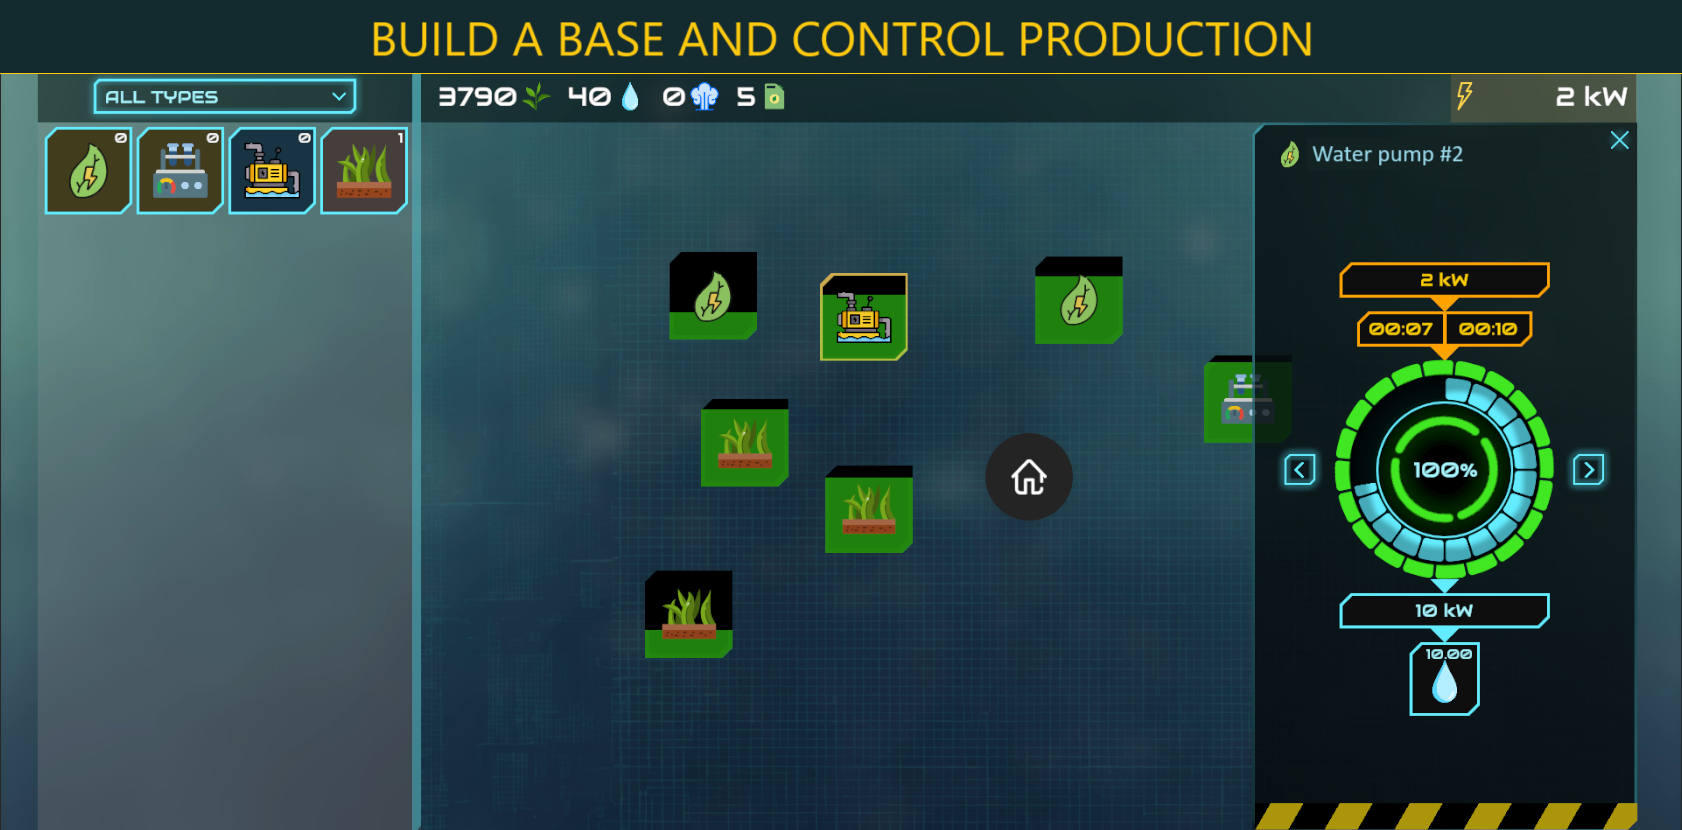 BUILD A BASE AND CONTROL PRODUCTION
ALL TYPES
3790 40 0 5
2 kW
0 0 0 1
Water pump #2
2 kW
00:07 00:10
100%
10 kW
10.00